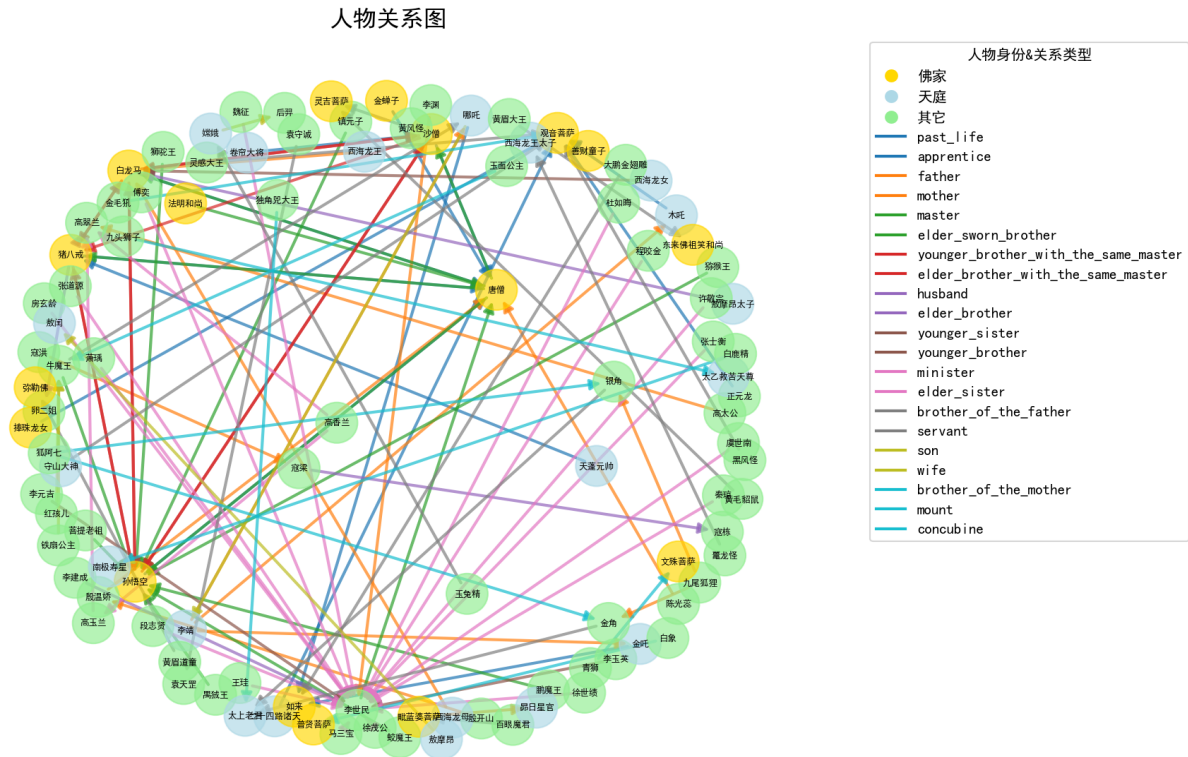 人物关系图
人物身份&关系类型
佛家
天庭
其它
past_life
apprentice
father
mother
master
elder_sworn_brother
younger_brother_with_the_same_master
elder_brother_with_the_same_master
husband
elder_brother
younger_sister
younger_brother
minister
elder_sister
brother_of_the_father
servant
son
wife
brother_of_the_mother
mount
concubine
灵吉菩萨
金蝉子
李渊
魏征
后羿
镇元子
黄风怪
沙僧
哪吒
黄眉大王
观音菩萨
嫦娥
袁守诚
西海龙王太子
善财童子
狮驼王
灵感大王
卷帘大将
西海龙王
玉面公主
大鹏金翅雕
白龙马
西海龙女
傅奕
金毛犼
法明和尚
独角兕大王
杜如晦
木吒
高翠兰
九头狮子
程咬金
东来佛祖笑和尚
猪八戒
猕猴王
张道源
唐僧
房玄龄
敖摩昂太子
敖闰
张士衡
寇洪
萧瑀
白鹿精
牛魔王
太乙救苦天尊
弥勒佛
银角
正元龙
卵二姐
高太公
捧珠龙女
高香兰
虞世南
狐阿七
守山大神
寇梁
天蓬元帅
黑风怪
李元吉
黄毛貂鼠
红孩儿
菩提老祖
寇栋
铁扇公主
鼍龙怪
南极寿星
文殊菩萨
李建成
孙悟空
九尾狐狸
殷温娇
玉兔精
陈光蕊
高玉兰
段志贤
李靖
金角
金吒
白象
黄眉道童
李玉英
青狮
袁天罡
王珪
禺狨王
鹏魔王
徐世绩
太上老君
二十四路诸天
如来
李世民
昴日星官
普贤菩萨
毗蓝婆菩萨
西海龙母
殷开山
百眼魔君
马三宝
徐茂公
蛟魔王
敖摩昂